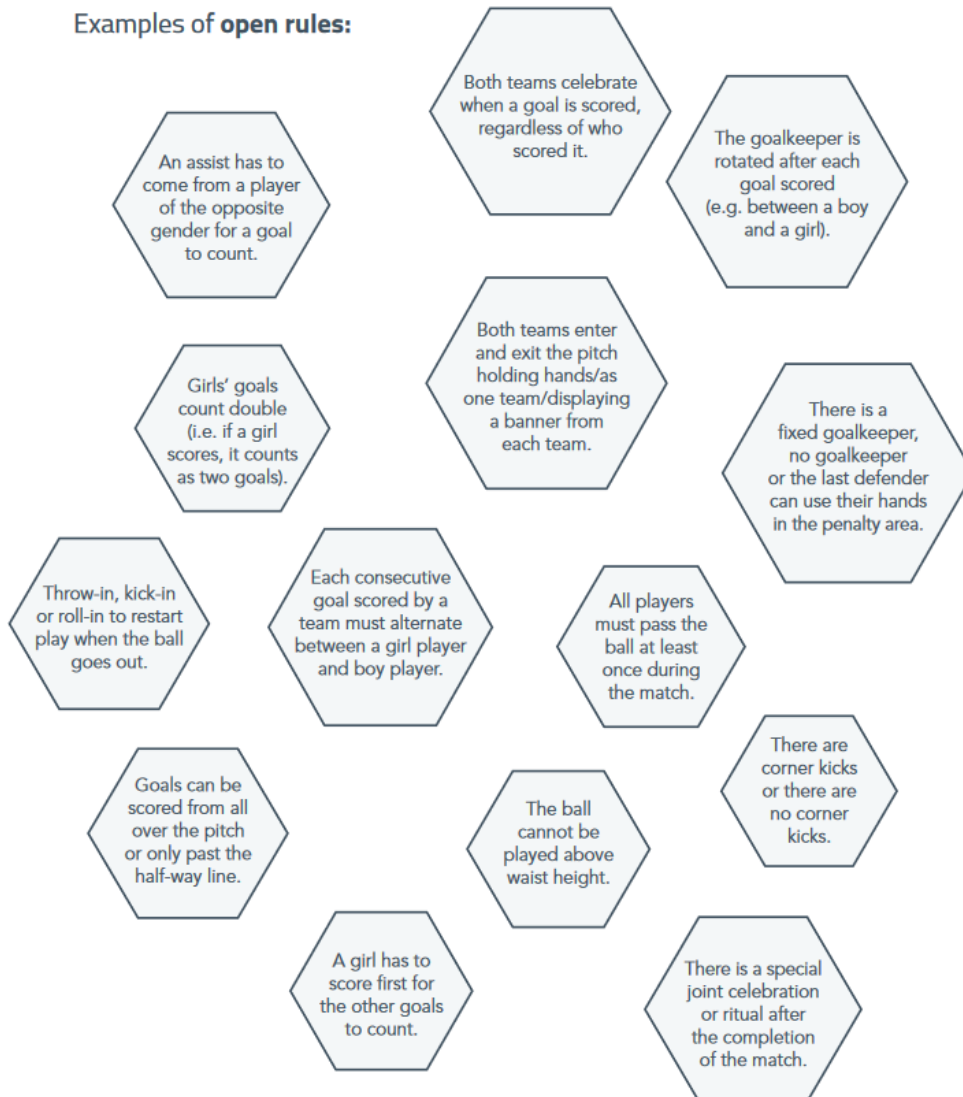 Examples of open rules:
Both teams celebrate
when a goal is scored,
regardless of who
scored it.
The goalkeeper is
rotated after each
goal scored
(e.g. between a boy
and a girl).
An assist has to
come from a player
of the opposite
gender for a goal
to count.
Both teams enter
and exit the pitch
holding hands/as
one team/displaying
a banner from
each team.
Girls' goals
count double
(i.e. if a girl
scores, it counts
as two goals).
There is a
fixed goalkeeper,
no goalkeeper
or the last defender
can use their hands
in the penalty area.
Throw-in, kick-in
or roll-in to restart
play when the ball
goes out.
Each consecutive
goal scored by a
team must alternate
between a girl player
and boy player.
All players
must pass the
ball at least
once during
the match.
There are
corner kicks
or there are
no corner
kicks.
Goals can be
scored from all
over the pitch
or only past the
half-way line.
The ball
cannot be
played above
waist height.
A girl has to
score first for
the other goals
to count.
There is a special
joint celebration
or ritual after
the completion
of the match.